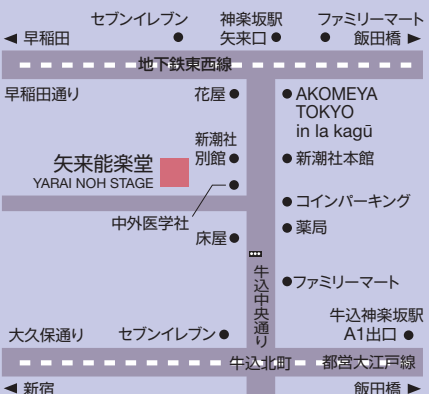 セブンイレブン
神楽坂駅
矢来口
ファミリーマート
早稲田
飯田橋
地下鉄東西線
早稲田通り
花屋
AKOMEYA
TOKYO
in la kagū
新潮社
別館
新潮社本館
矢来能楽堂
YARAI NOH STAGE
コインパーキング
中外医学社
薬局
床屋
牛込中央通り
ファミリーマート
牛込神楽坂駅
A1出口
大久保通り
セブンイレブン
牛込北町
都営大江戸線
新宿
飯田橋